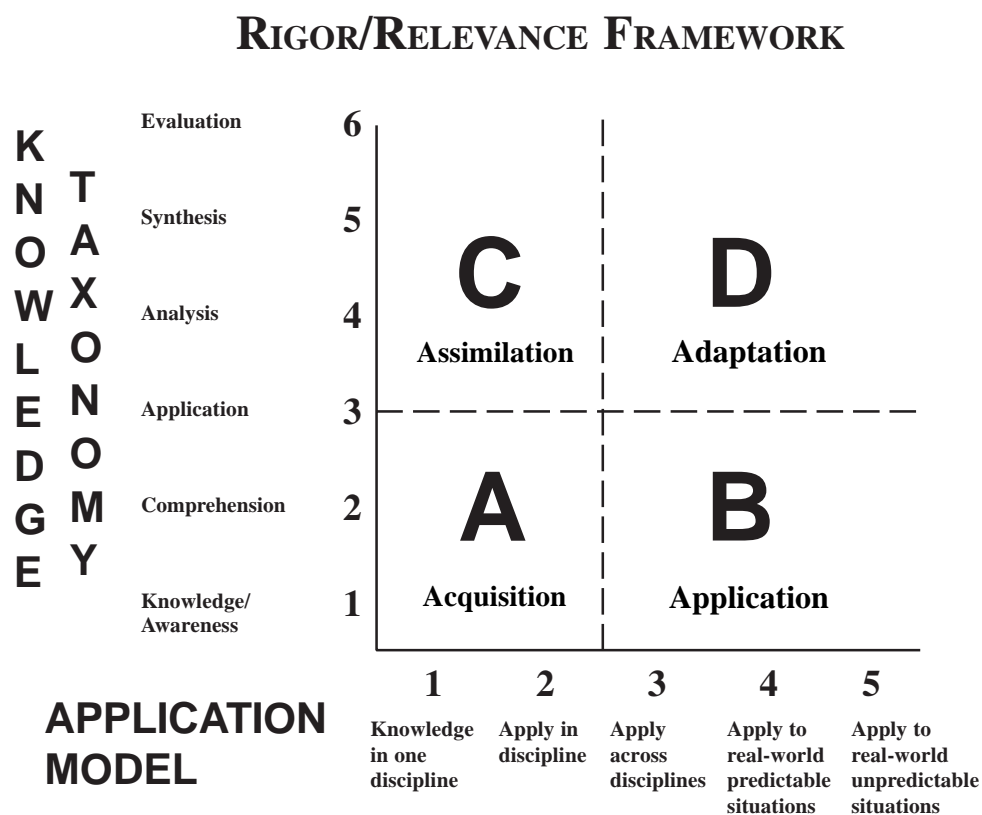 RIGOR/RELEVANCE FRAMEWORK
KNOWLEDGE
TAXONOMY
Evaluation 6
Synthesis 5
Analysis 4
Application 3
Comprehension 2
Knowledge/
Awareness
1
C
Assimilation
D
Adaptation
A
Acquisition
B
Application
APPLICATION
MODEL
1
Knowledge
in one
discipline
2
Apply in
discipline
3
Apply
across
disciplines
4
Apply to
real-world
predictable
situations
5
Apply to
real-world
unpredictable
situations